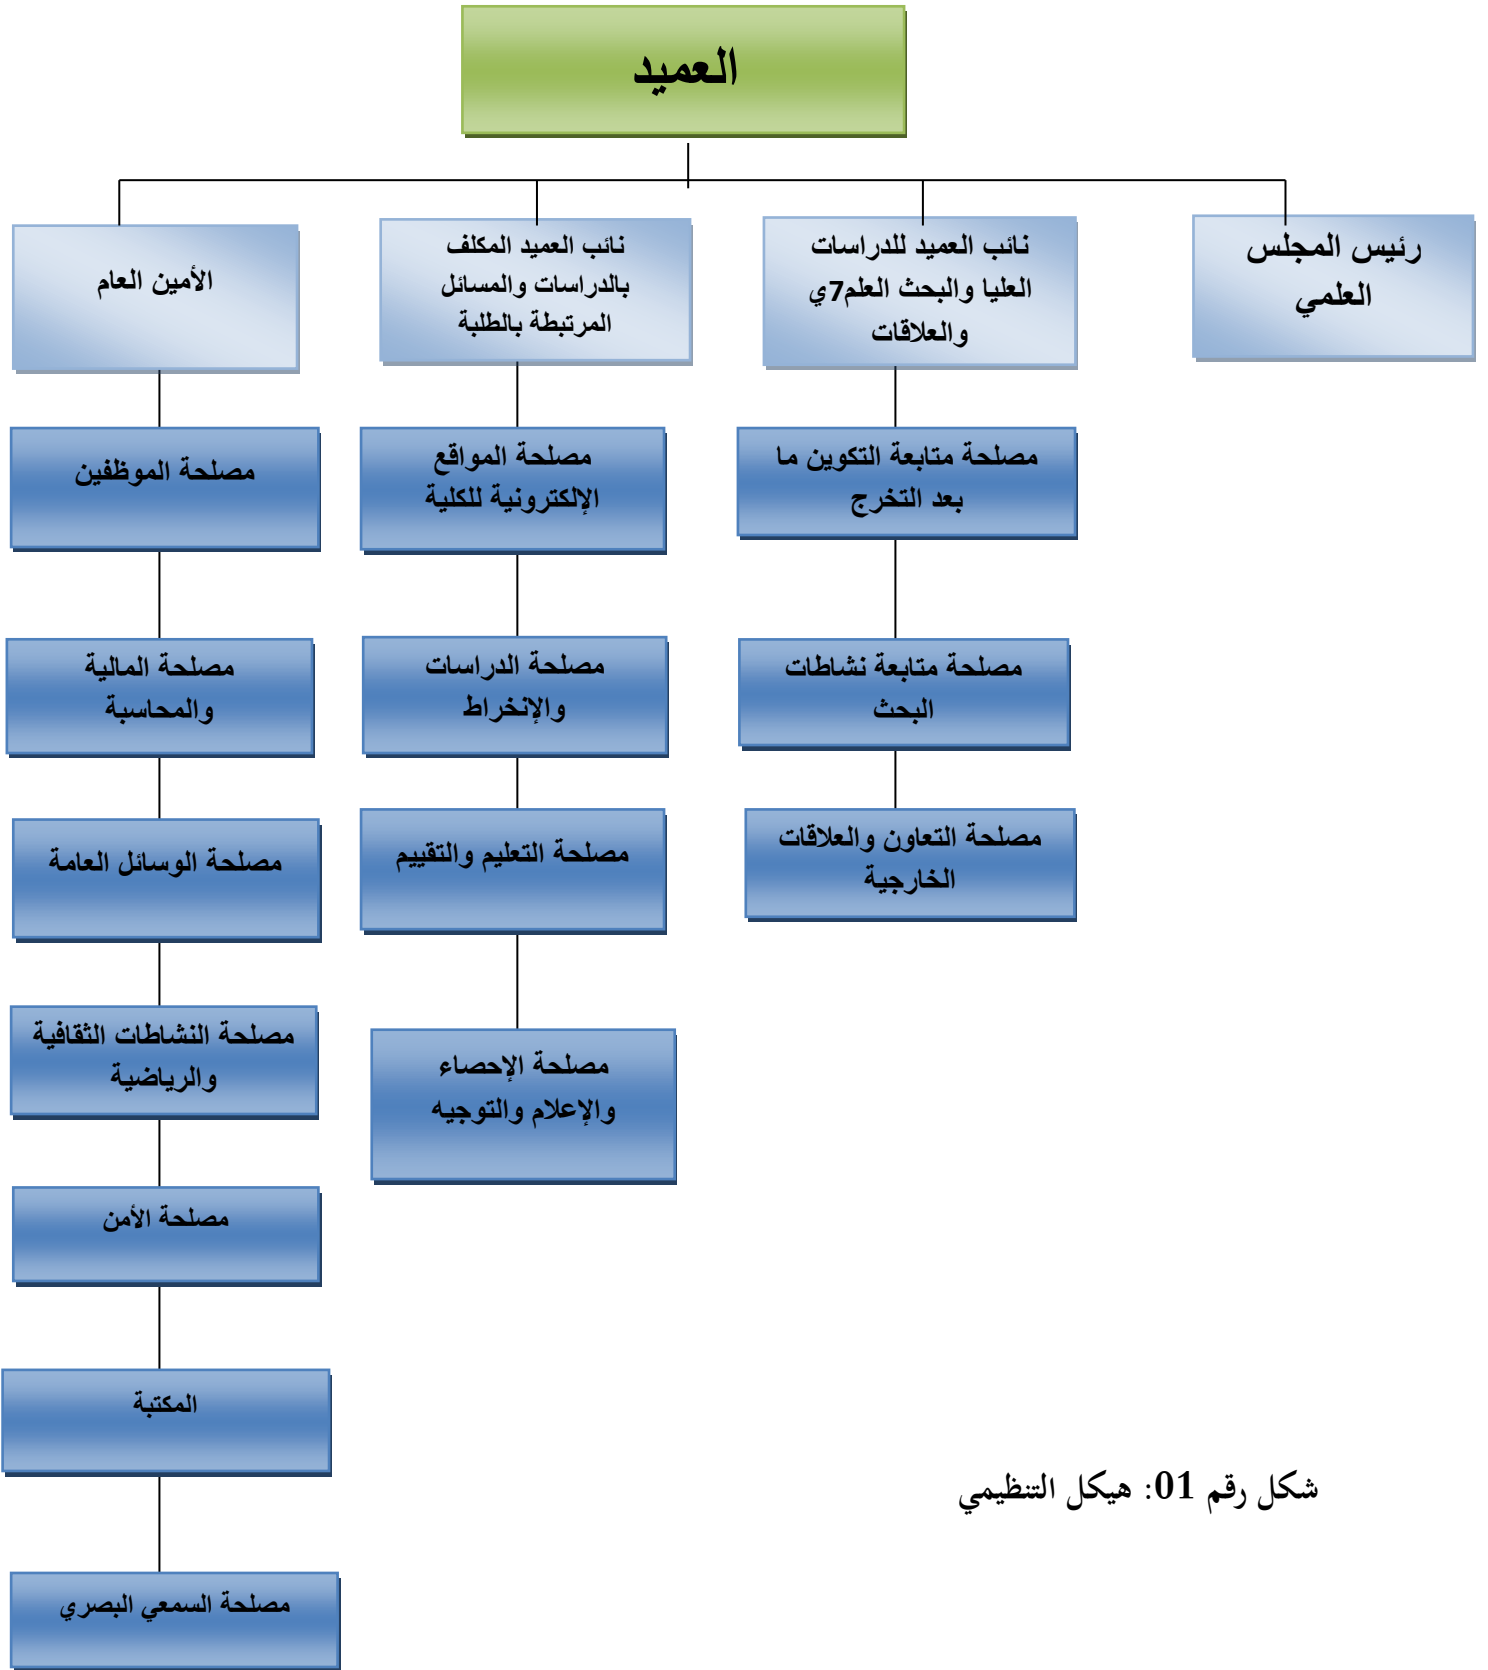 العميد
رئيس المجلس
العلمي
نائب العميد للدراسات
العليا والبحث العلم7ي
والعلاقات
نائب العميد المكلف
بالدراسات والمسائل
المرتبطة بالطلبة
الأمين العام
مصلحة متابعة التكوين ما
بعد التخرج
مصلحة المواقع
الإلكترونية للكلية
مصلحة الموظفين
مصلحة متابعة نشاطات
البحث
مصلحة الدراسات
والإنخراط
مصلحة المالية
والمحاسبة
مصلحة التعاون والعلاقات
الخارجية
مصلحة التعليم والتقييم
مصلحة الوسائل العامة
مصلحة الإحصاء
والإعلام والتوجيه
مصلحة النشاطات الثقافية
والرياضية
مصلحة الأمن
المكتبة
شكل رقم 01: هيكل التنظيمي
مصلحة السمعي البصري